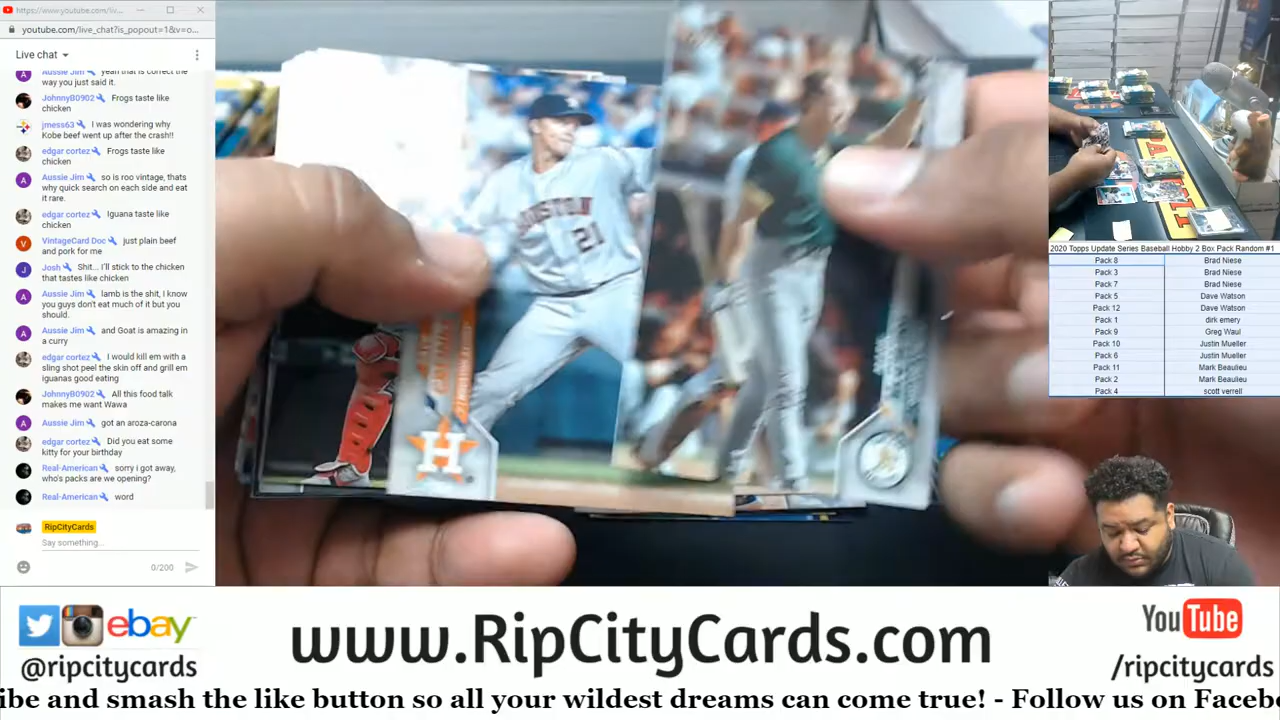 https://www.youtube.com/liv...
youtube.com/live_chat?is_popout=1&v=o...
Live chat
Aussie Jim yeah that is correct the
way you just said it.
JohnnyB0902 Frogs taste like
chicken
jmess63 I was wondering why
Kobe beef went up after the crash!!
edgar cortez Frogs taste like
chicken
Aussie Jim so is roo vintage, thats
why quick search on each side and eat
it rare.
edgar cortez Iguana taste like
chicken
VintageCard Doc just plain beef
and pork for me
Josh Shit... I'll stick to the chicken
that tastes like chicken
Aussie Jim lamb is the shit, I know
you guys don't eat much of it but you
should.
Aussie Jim and Goat is amazing in
a curry
edgar cortez I would kill em with a
sling shot peel the skin off and grill em
iguanas good eating
JohnnyB0902 All this food talk
makes me want Wawa
Aussie Jim got an aroza-carona
edgar cortez Did you eat some
kitty for your birthday
Real-American sorry i got away,
who's packs are we opening?
Real-American word
RipCityCards
Say something...
0/200
HOUSTON
21
H
2020 Topps Update Series Baseball Hobby 2 Box Pack Random #1
Pack 8 Brad Niese
Pack 3 Brad Niese
Pack 7 Brad Niese
Pack 5 Dave Watson
Pack 12 Dave Watson
Pack 1 dirk emery
Pack 9 Greg Waul
Pack 10 Justin Mueller
Pack 6 Justin Mueller
Pack 11 Mark Beaulieu
Pack 2 Mark Beaulieu
Pack 4 scott verrell
ebay
@ripcitycards
www.RipCityCards.com
YouTube
/ripcitycards
ibe and smash the like button so all your wildest dreams can come true! - Follow us on Facebo